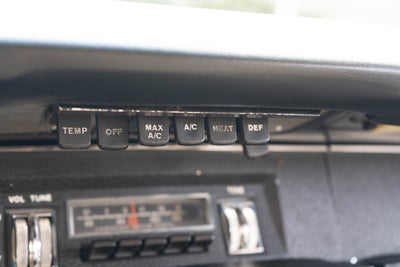 TEMP OFF MAX A/C A/C HEAT DEF
VOL TUNE